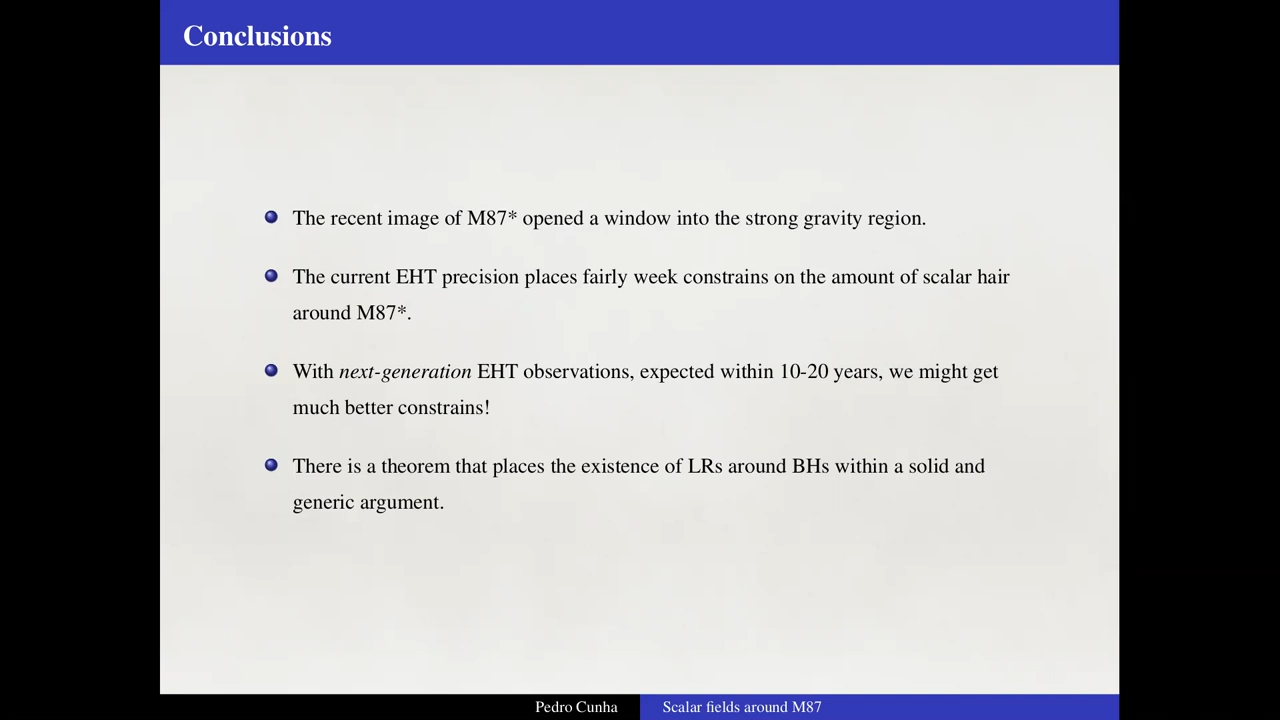 Conclusions
The recent image of M87* opened a window into the strong gravity region.
The current EHT precision places fairly week constrains on the amount of scalar hair
around M87*.
With next-generation EHT observations, expected within 10-20 years, we might get
much better constrains!
There is a theorem that places the existence of LRs around BHs within a solid and
generic argument.
Pedro Cunha
Scalar fields around M87